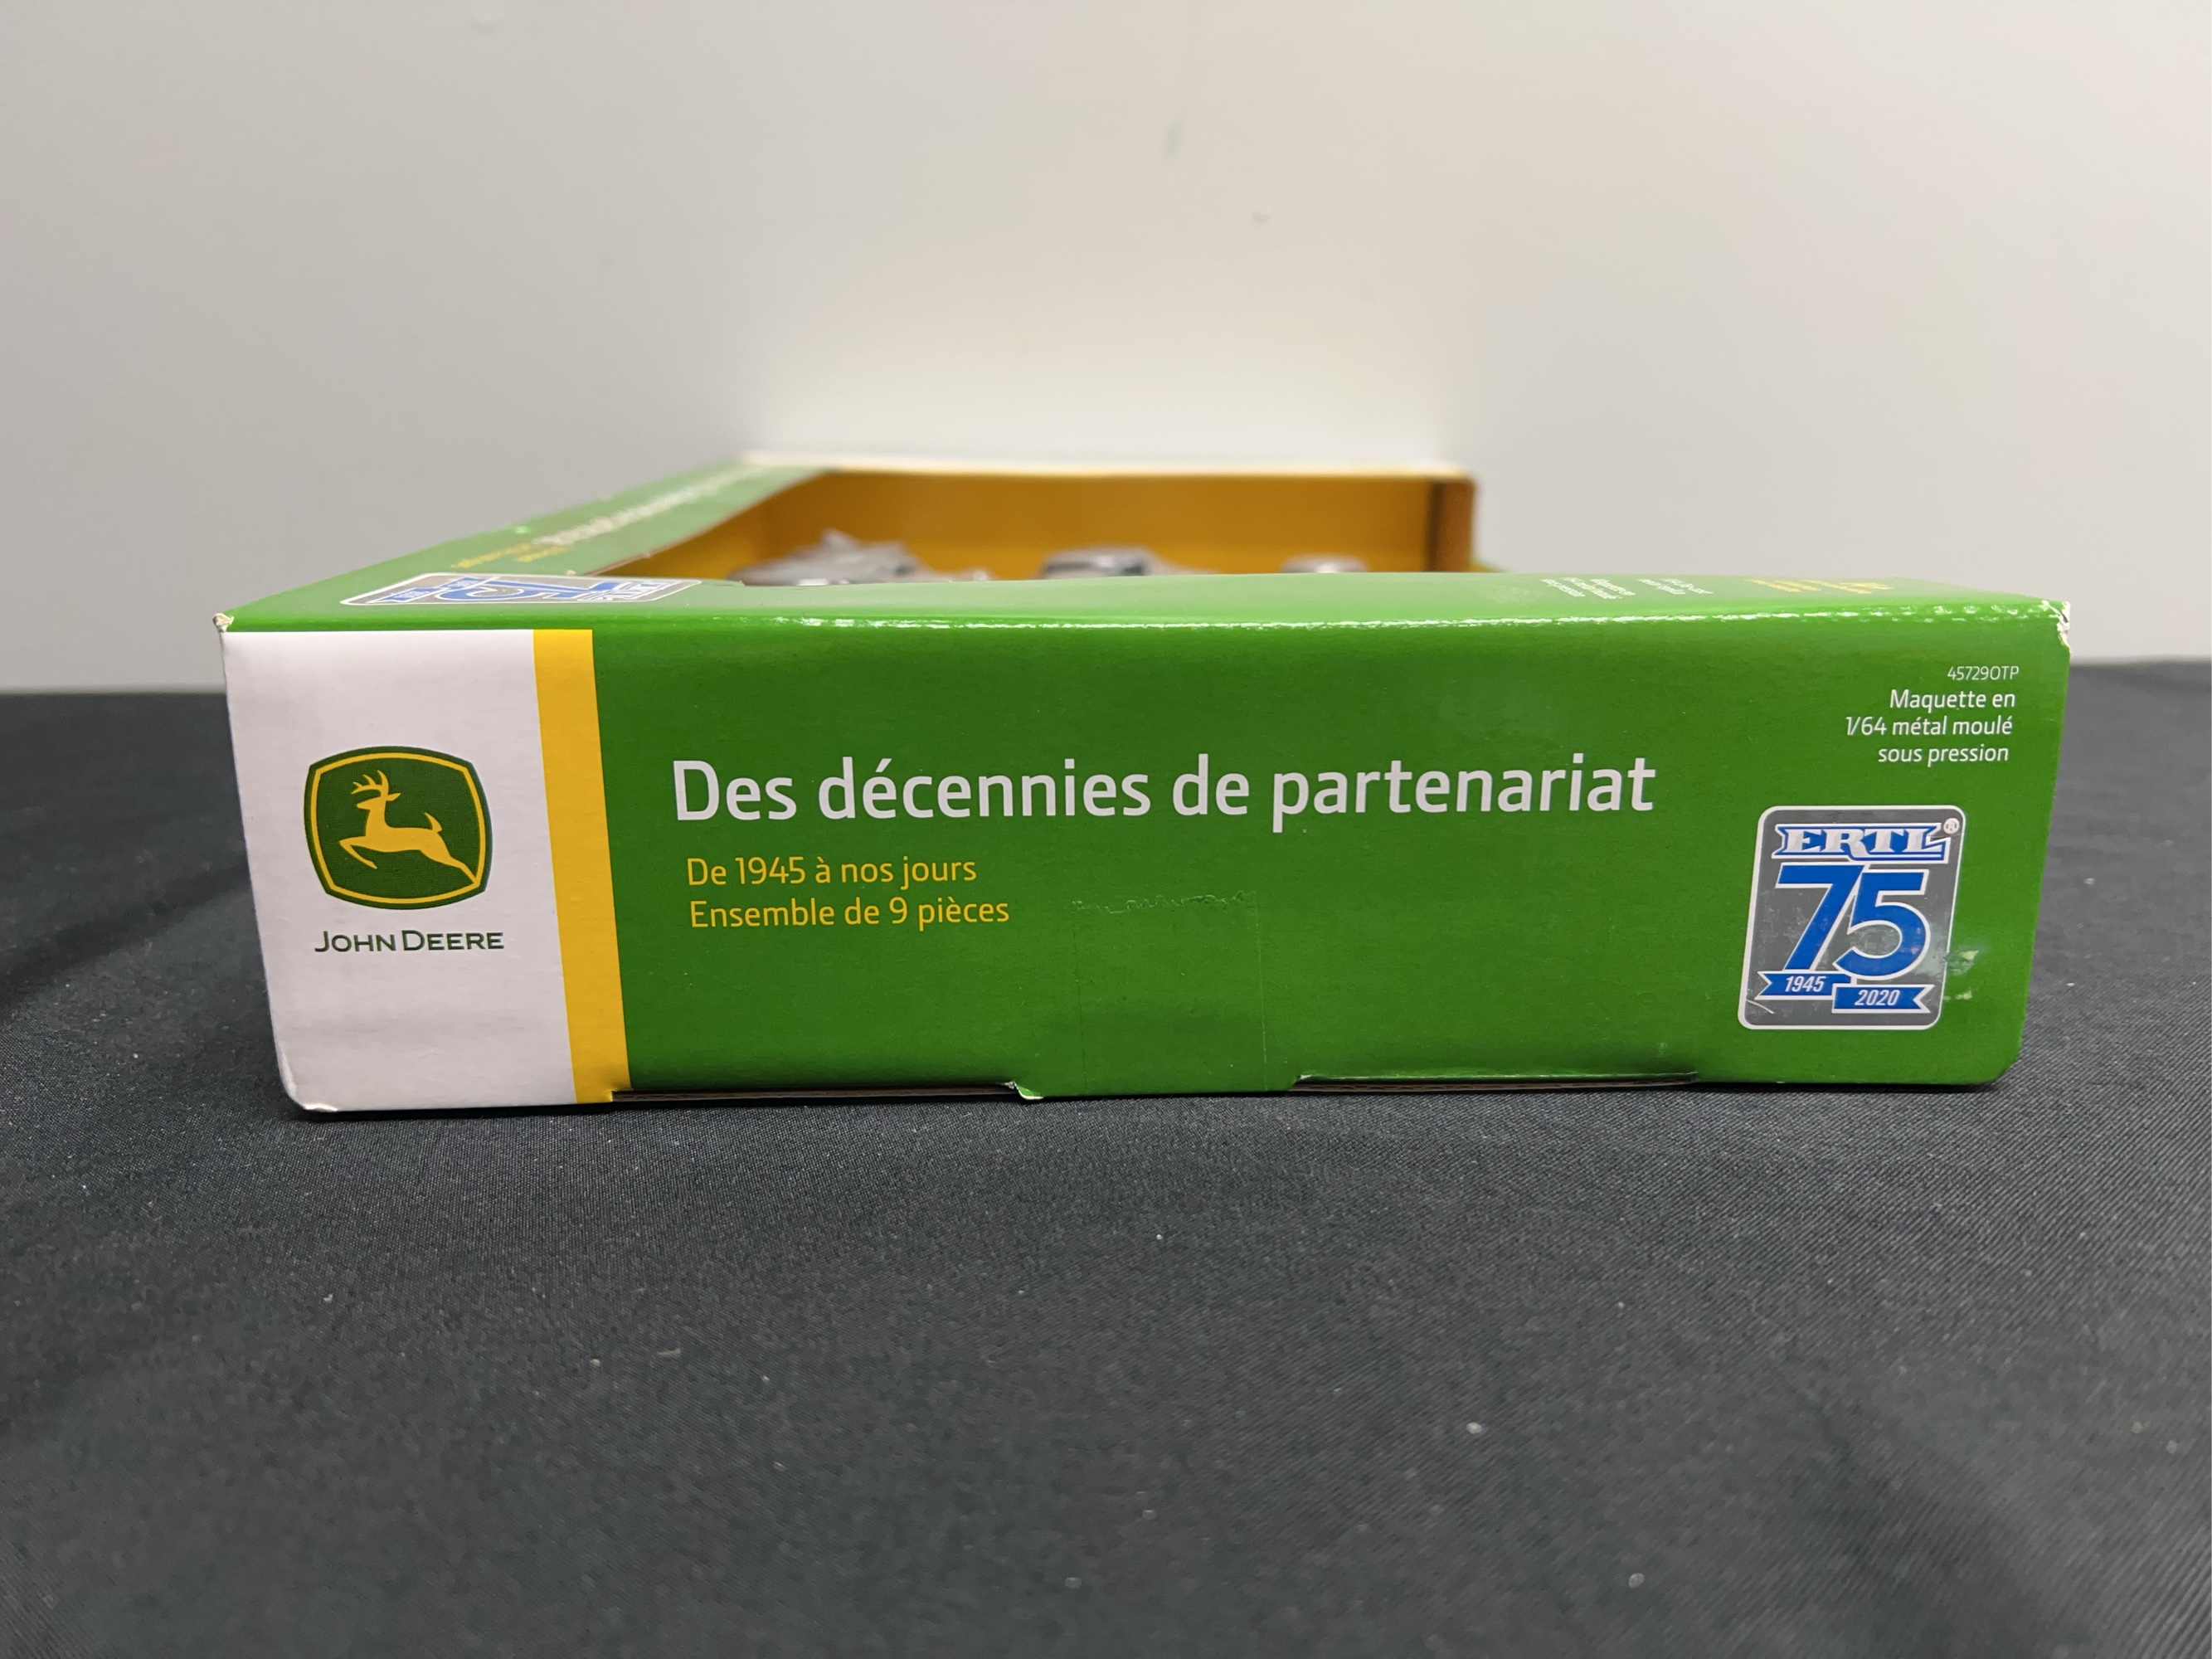 JOHN DEERE
Des décennies de partenariat
De 1945 à nos jours
Ensemble de 9 pièces
45729OTP
Maquette en
1/64 métal moulé
sous pression
ERTL®
75
1945
2020